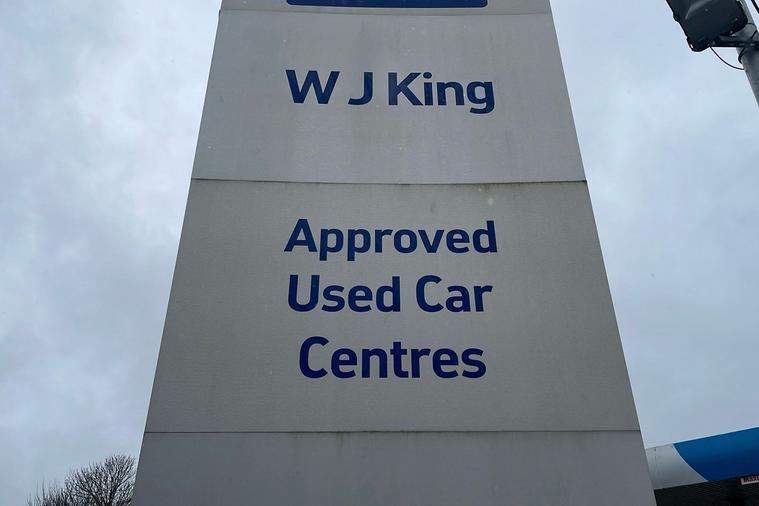 W J King
Approved
Used Car
Centres